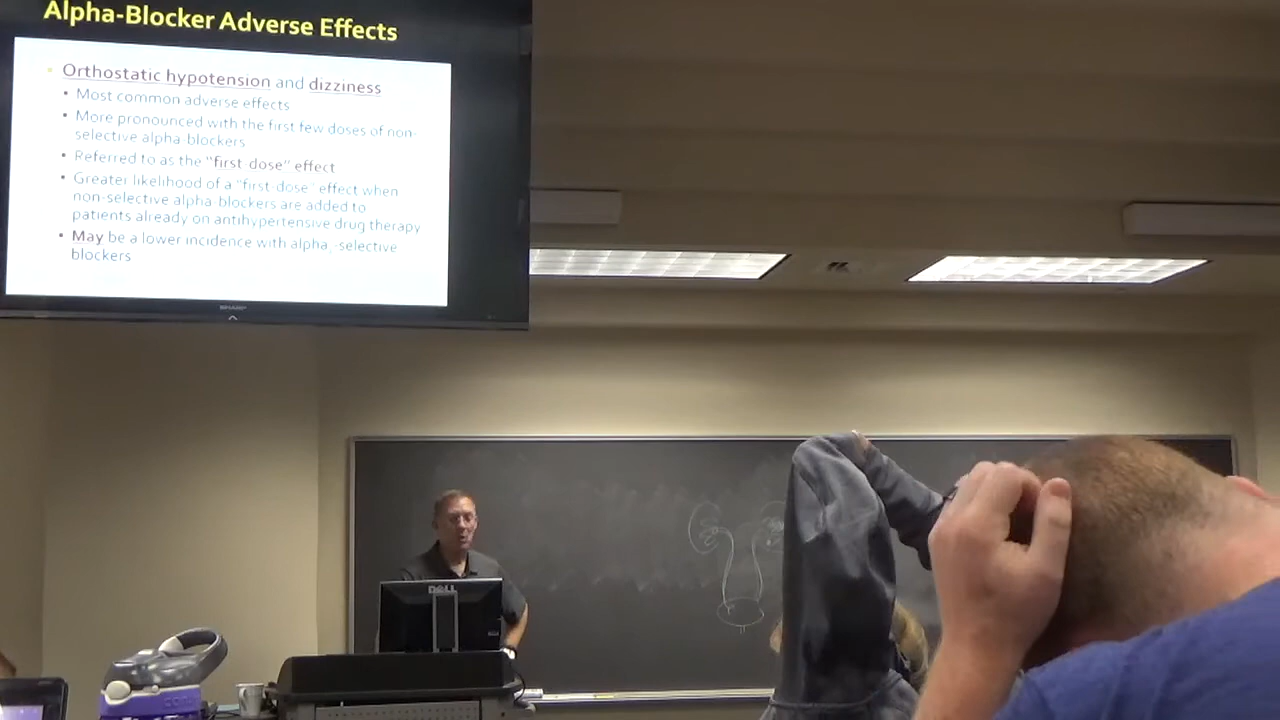 Alpha-Blocker Adverse Effects
Orthostatic hypotension and dizziness
Most common adverse effects
More pronounced with the first few doses of non-
selective alpha-blockers
Referred to as the "first-dose" effect
Greater likelihood of a "first-dose" effect when
non-selective alpha-blockers are added to
patients already on antihypertensive drug therapy
May be a lower incidence with alpha,-selective
blockers
SHARP
DELL